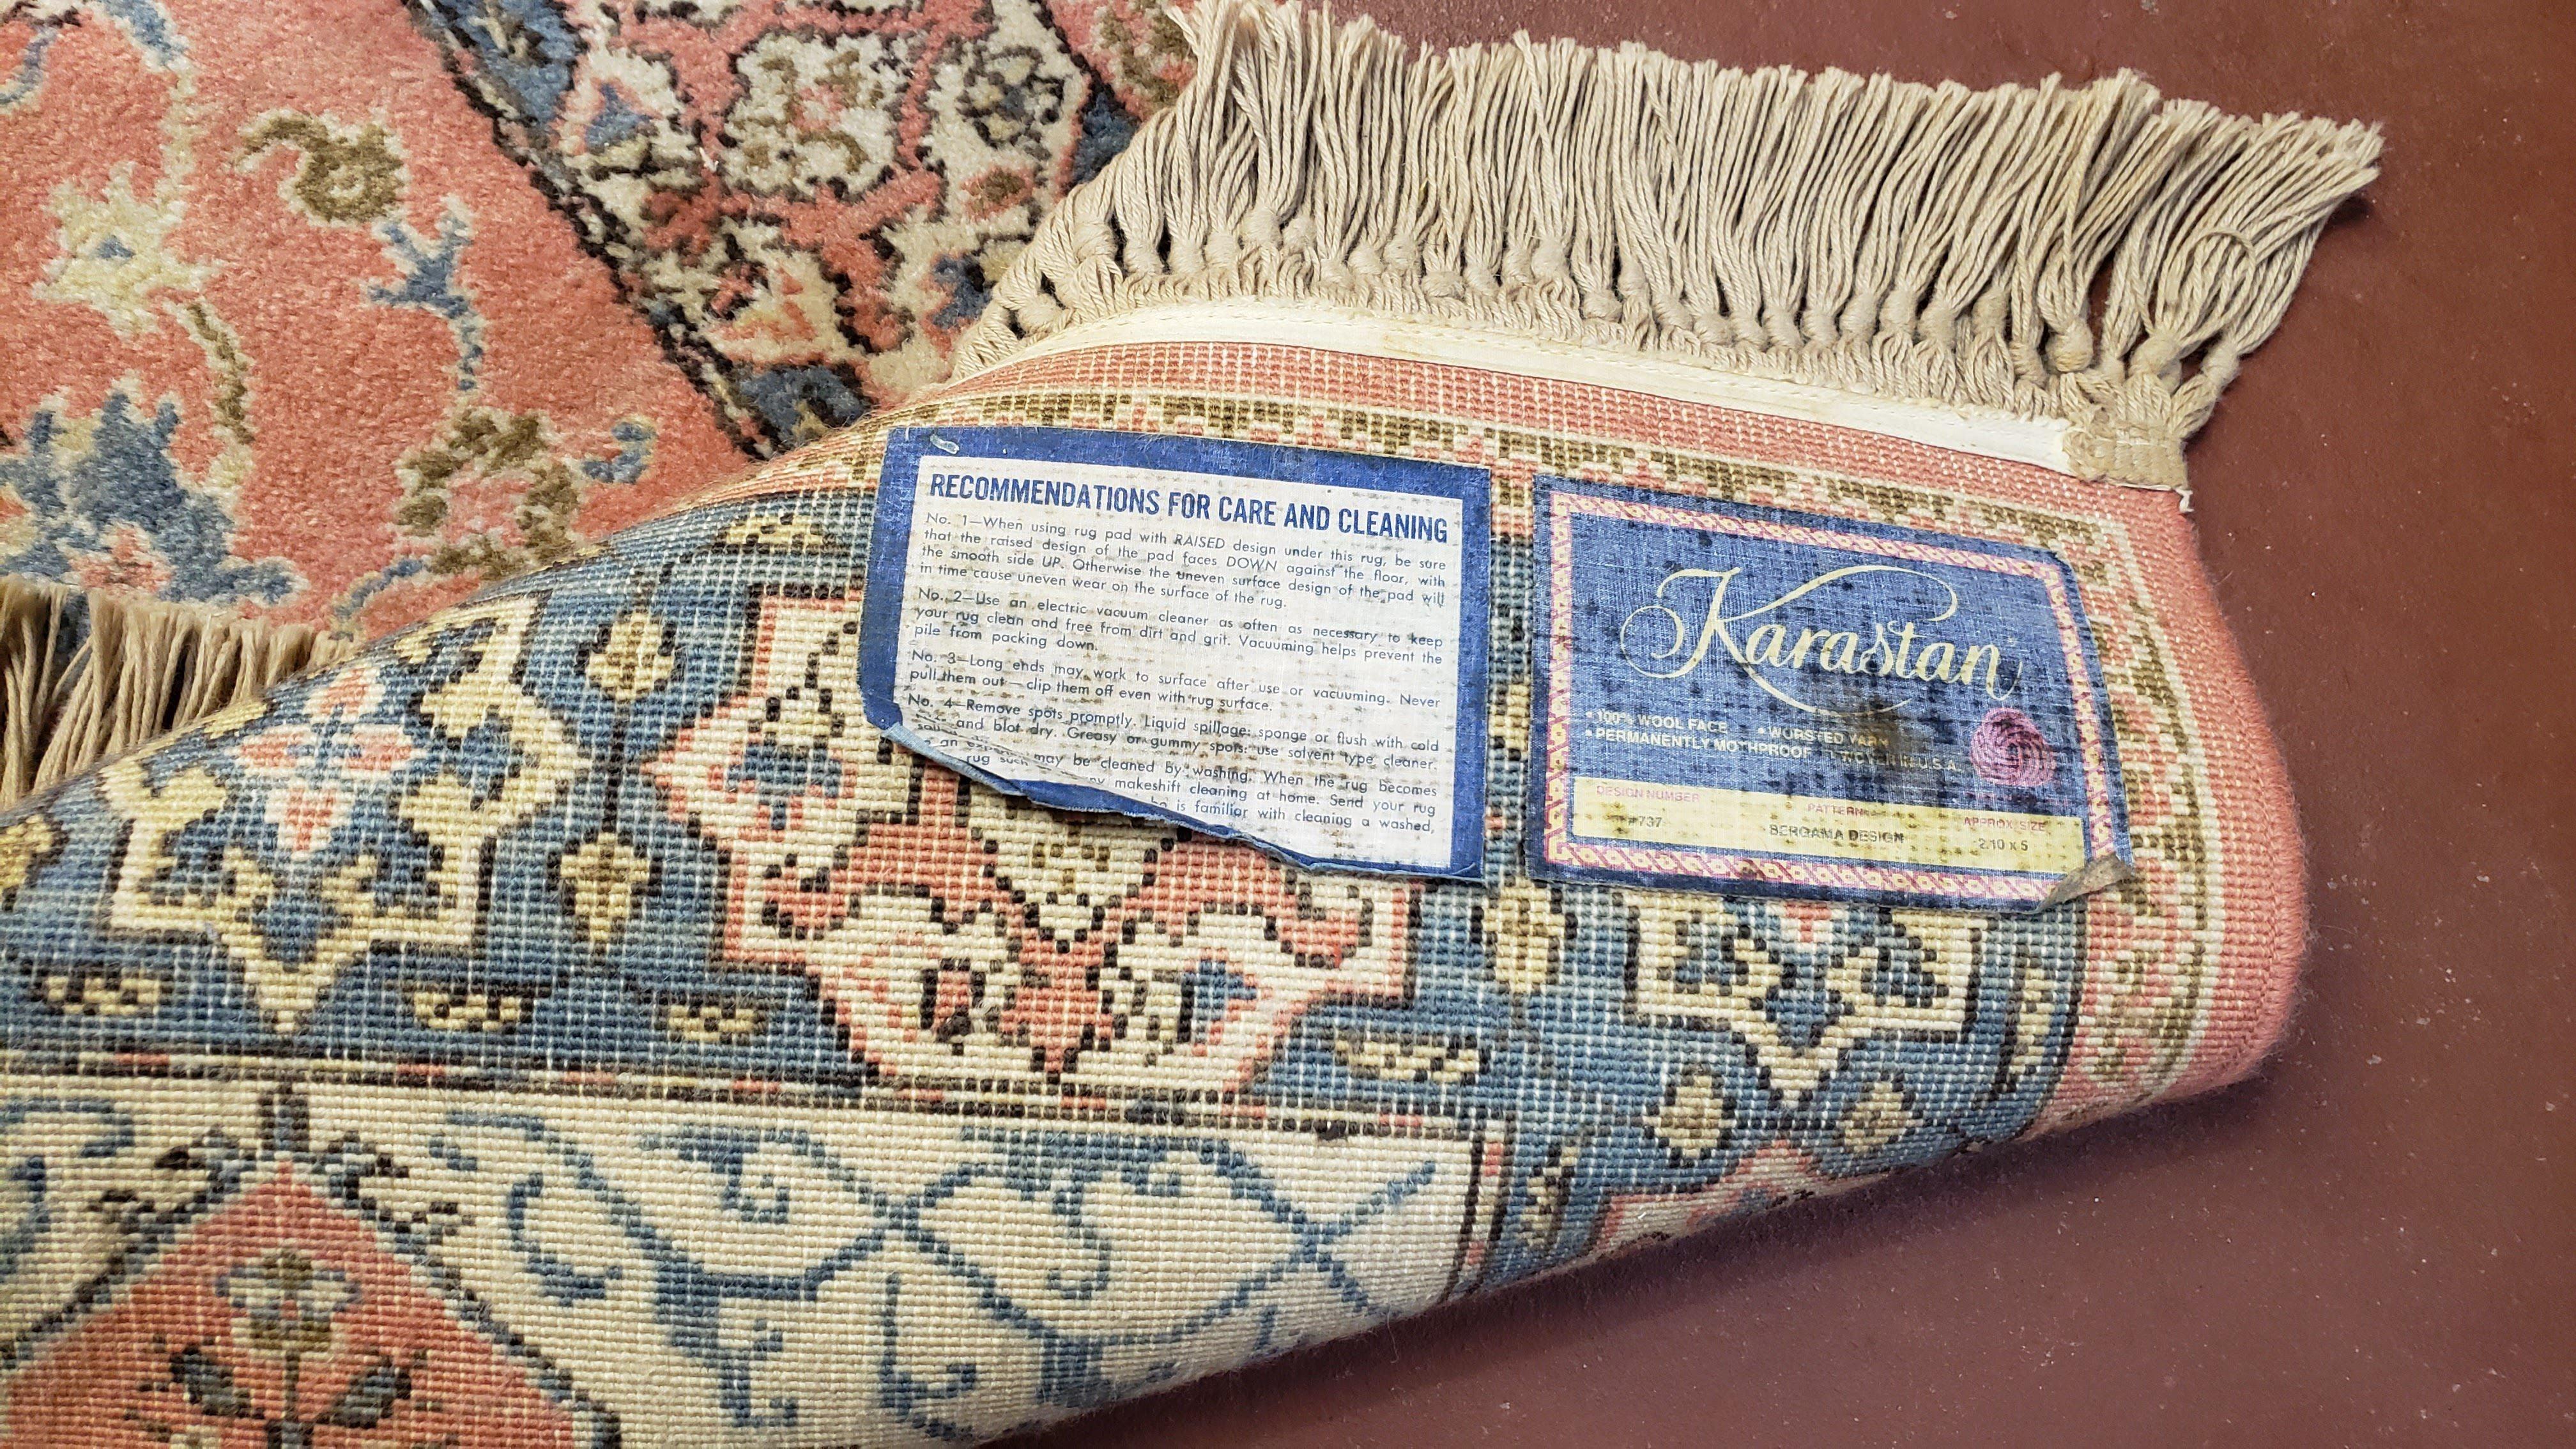 RECOMMENDATIONS FOR CARE AND CLEANING
No. 1—When using rug pad with RAISED design under this rug, be sure
that the raised design of the pad faces DOWN against the floor, with
the smooth side UP. Otherwise the uneven surface design of the pad will
in time cause uneven wear on the surface of the rug.
No. 2—Use an electric vacuum cleaner as often as necessary to keep
your rug clean and free from dirt and grit. Vacuuming helps prevent the
pile from packing down.
No. 3—Long ends may work to surface after use or vacuuming. Never
pull them out — clip them off even with rug surface.
No. 4—Remove spots promptly. Liquid spillage: sponge or flush with cold
and blot dry. Greasy or gummy spots: use solvent type cleaner.
may be cleaned by washing. When the rug becomes
makeshift cleaning at home. Send your rug
is familiar with cleaning a washed,
Karastan
• 100% WOOL FACE • WORSTED YARN
• PERMANENTLY MOTHPROOF • WOVEN IN U.S.A.
DESIGN NUMBER PATTERN APPROX. SIZE
#737 BERGAMA DESIGN 2.10 x 5